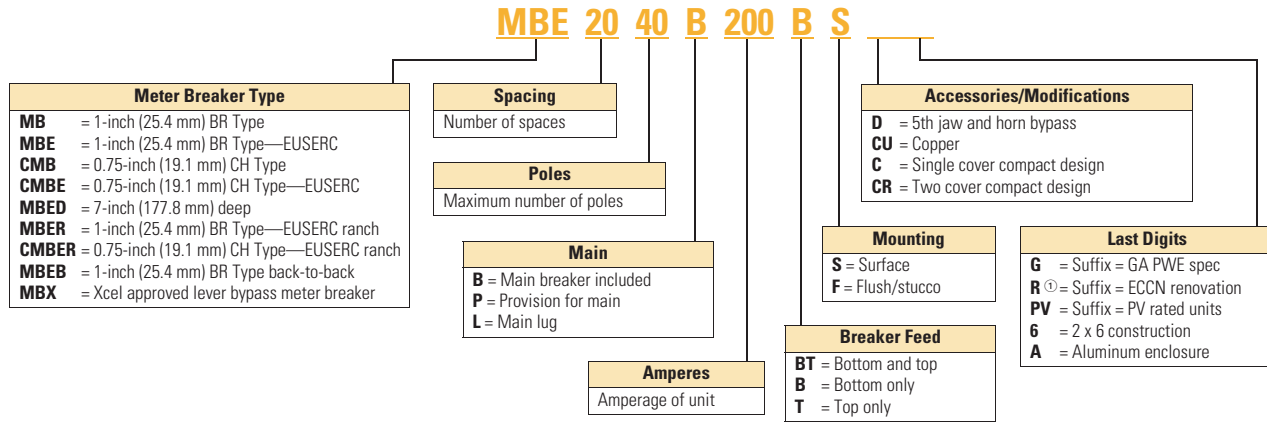 MBE 20 40 B 200 B S
Meter Breaker Type
MB = 1-inch (25.4 mm) BR Type
MBE = 1-inch (25.4 mm) BR Type—EUSERC
CMB = 0.75-inch (19.1 mm) CH Type
CMBE = 0.75-inch (19.1 mm) CH Type—EUSERC
MBED = 7-inch (177.8 mm) deep
MBER = 1-inch (25.4 mm) BR Type—EUSERC ranch
CMBER = 0.75-inch (19.1 mm) CH Type—EUSERC ranch
MBEB = 1-inch (25.4 mm) BR Type back-to-back
MBX = Xcel approved lever bypass meter breaker
Spacing
Number of spaces
Poles
Maximum number of poles
Main
B = Main breaker included
P = Provision for main
L = Main lug
Amperes
Amperage of unit
Breaker Feed
BT = Bottom and top
B = Bottom only
T = Top only
Mounting
S = Surface
F = Flush/stucco
Accessories/Modifications
D = 5th jaw and horn bypass
CU = Copper
C = Single cover compact design
CR = Two cover compact design
Last Digits
G = Suffix = GA PWE spec
R ① = Suffix = ECCN renovation
PV = Suffix = PV rated units
6 = 2 x 6 construction
A = Aluminum enclosure